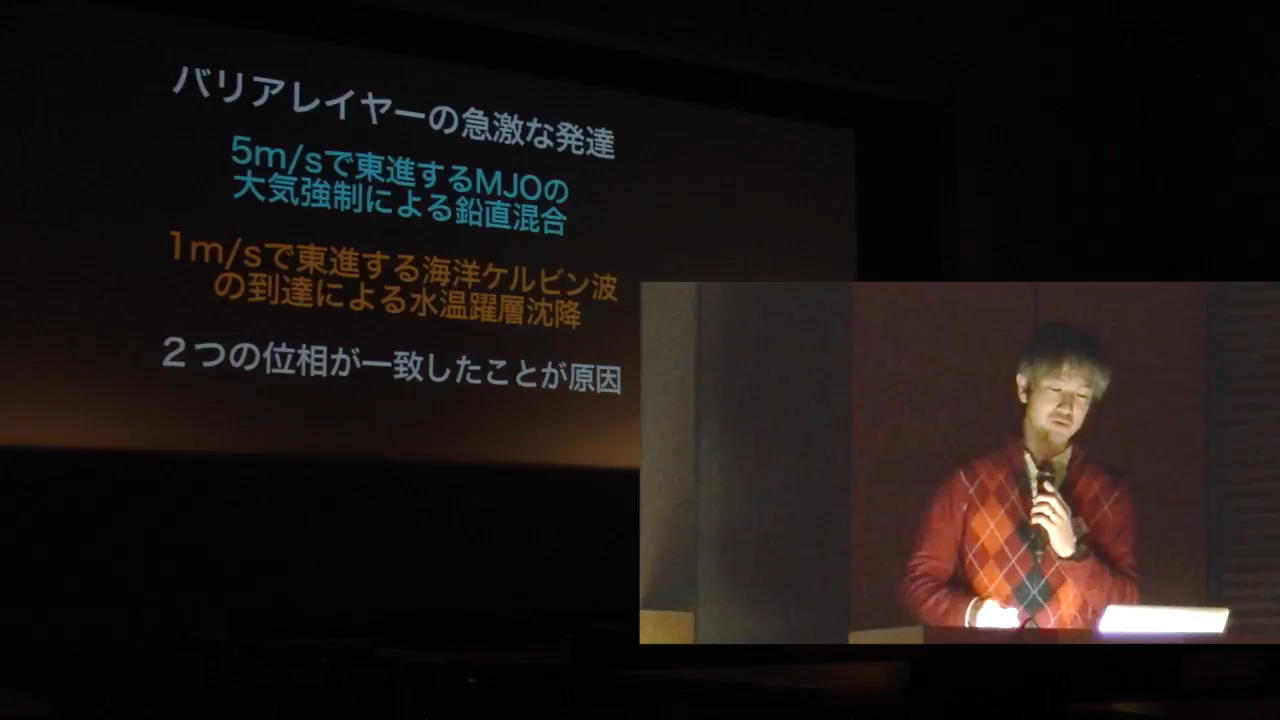 バリアレイヤーの急激な発達
5m/sで東進するMJOの
大気強制による鉛直混合
1m/sで東進する海洋ケルビン波
の到達による水温躍層沈降
２つの位相が一致したことが原因